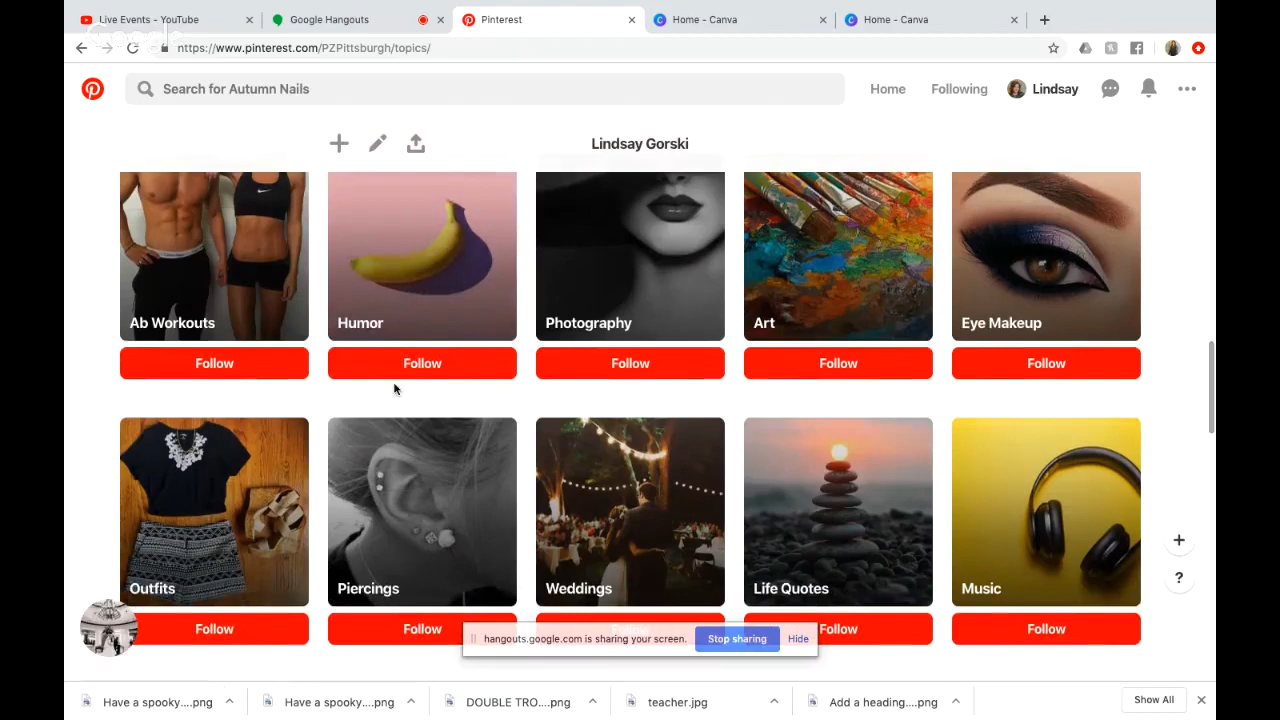 Live Events - YouTube
Google Hangouts
Pinterest
Home - Canva
Home - Canva
Google
https://www.pinterest.com/PZPittsburgh/topics/
Search for Autumn Nails
Home
Following
Lindsay
Lindsay Gorski
Ab Workouts
Humor
Photography
Art
Eye Makeup
Follow
Follow
Follow
Follow
Follow
Outfits
Piercings
Weddings
Life Quotes
Music
?
Follow
Follow
Follow
Follow
Follow
hangouts.google.com is sharing your screen.
Stop sharing
Hide
Have a spooky....png
Have a spooky....png
DOUBLE TRO....png
teacher.jpg
Add a heading....png
Show All